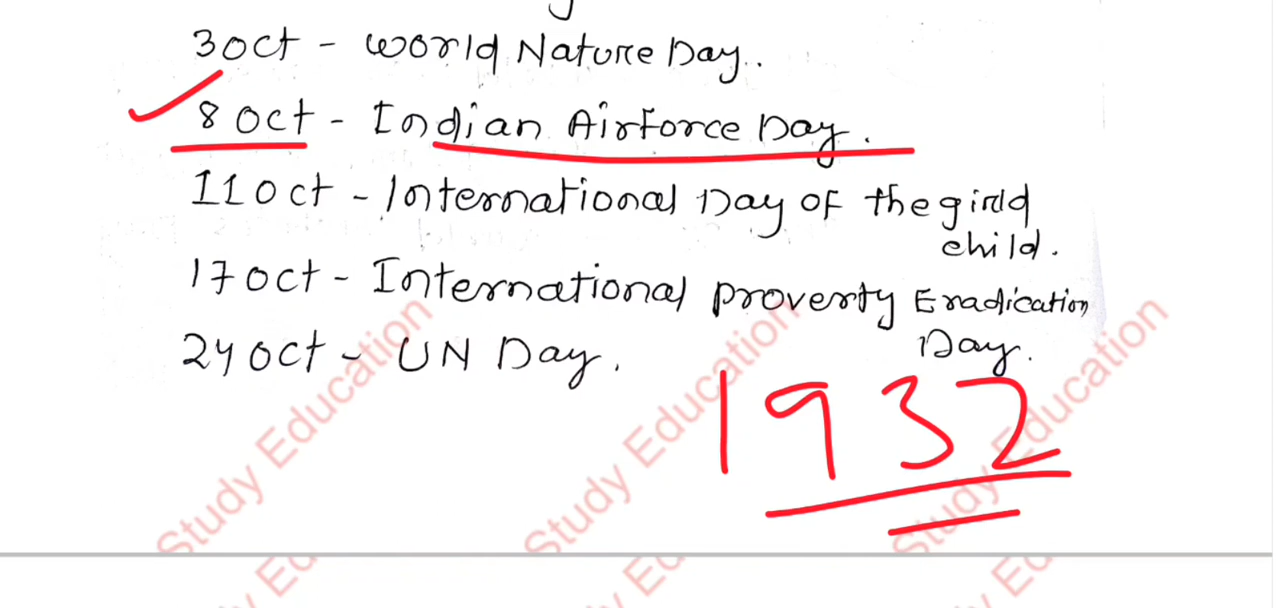 3 oct - World Nature Day.
8 oct - Indian Airforce Day.
11 oct - International Day of the girld
child.
17 oct - International proverty Eradication
Day.
24 oct - UN Day.
1932
Study Education
Study Education
Study Education